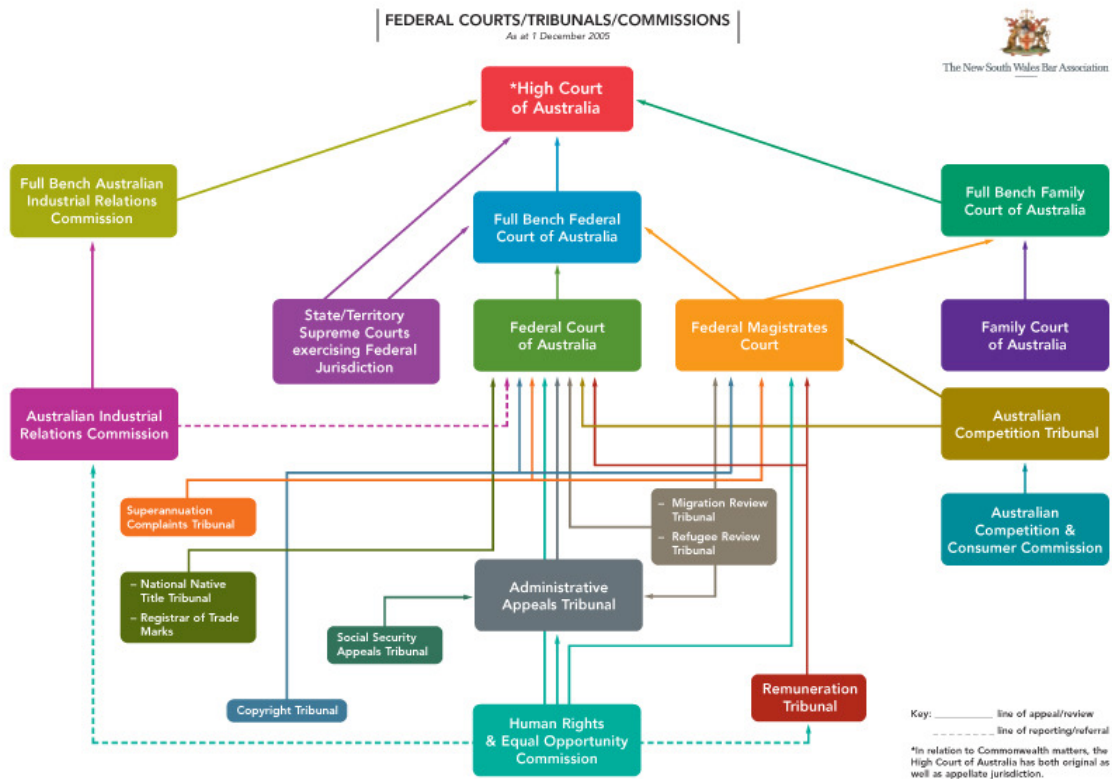 FEDERAL COURTS/TRIBUNALS/COMMISSIONS
As at 1 December 2005
The New South Wales Bar Association
*High Court
of Australia
Full Bench Australian
Industrial Relations
Commission
Full Bench Federal
Court of Australia
Full Bench Family
Court of Australia
State/Territory
Supreme Courts
exercising Federal
Jurisdiction
Federal Court
of Australia
Federal Magistrates
Court
Family Court
of Australia
Australian Industrial
Relations Commission
Australian
Competition Tribunal
Superannuation
Complaints Tribunal
– Migration Review
Tribunal
– Refugee Review
Tribunal
Australian
Competition &
Consumer Commission
– National Native
Title Tribunal
– Registrar of Trade
Marks
Administrative
Appeals Tribunal
Social Security
Appeals Tribunal
Copyright Tribunal
Human Rights
& Equal Opportunity
Commission
Remuneration
Tribunal
Key: line of appeal/review
line of reporting/referral
*In relation to Commonwealth matters, the
High Court of Australia has both original as
well as appellate jurisdiction.